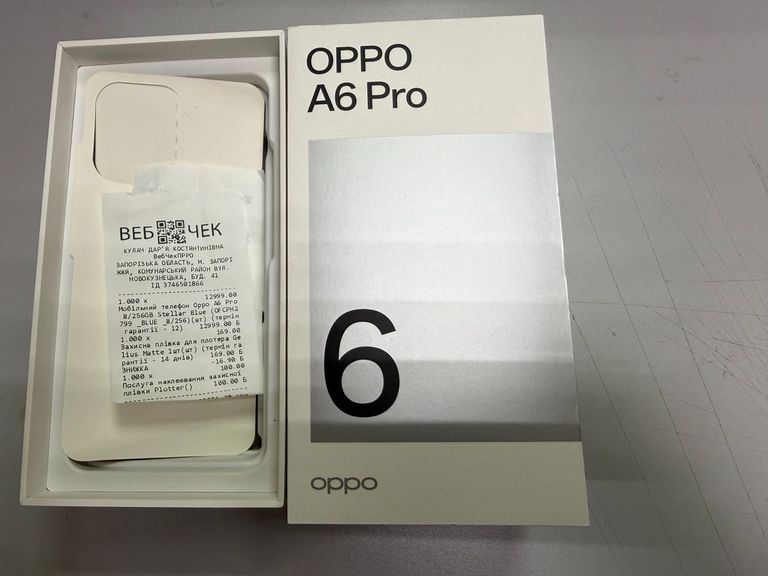 OPPO
A6 Pro
6
oppo
ВЕБ ЧЕК
КУЛАЧ ДАР'Я КОСТЯНТИНІВНА
ВебЧекПРРО
ЗАПОРІЗЬКА ОБЛАСТЬ, М. ЗАПОРІ
ЖЖЯ, КОМУНАРСЬКИЙ РАЙОН ВУЛ.
НОВОКУЗНЕЦЬКА, БУД. 41
ІД 3746501866
1.000 x 12999.00
Мобільний телефон Oppo A6 Pro
8/256GB Stellar Blue (OFCPH2
799 _BLUE _8/256)(шт) (термін
гарантії - 12) 12999.00 Б
1.000 x 169.00
Захисна плівка для плотера Ge
lius Matte 1шт(шт) (термін га
рантії - 14 днів) 169.00 Б
ЗНИЖКА -16.90 Б
1.000 x 100.00
Послуга наклеювання захисної
плівки Plotter() 100.00 Б